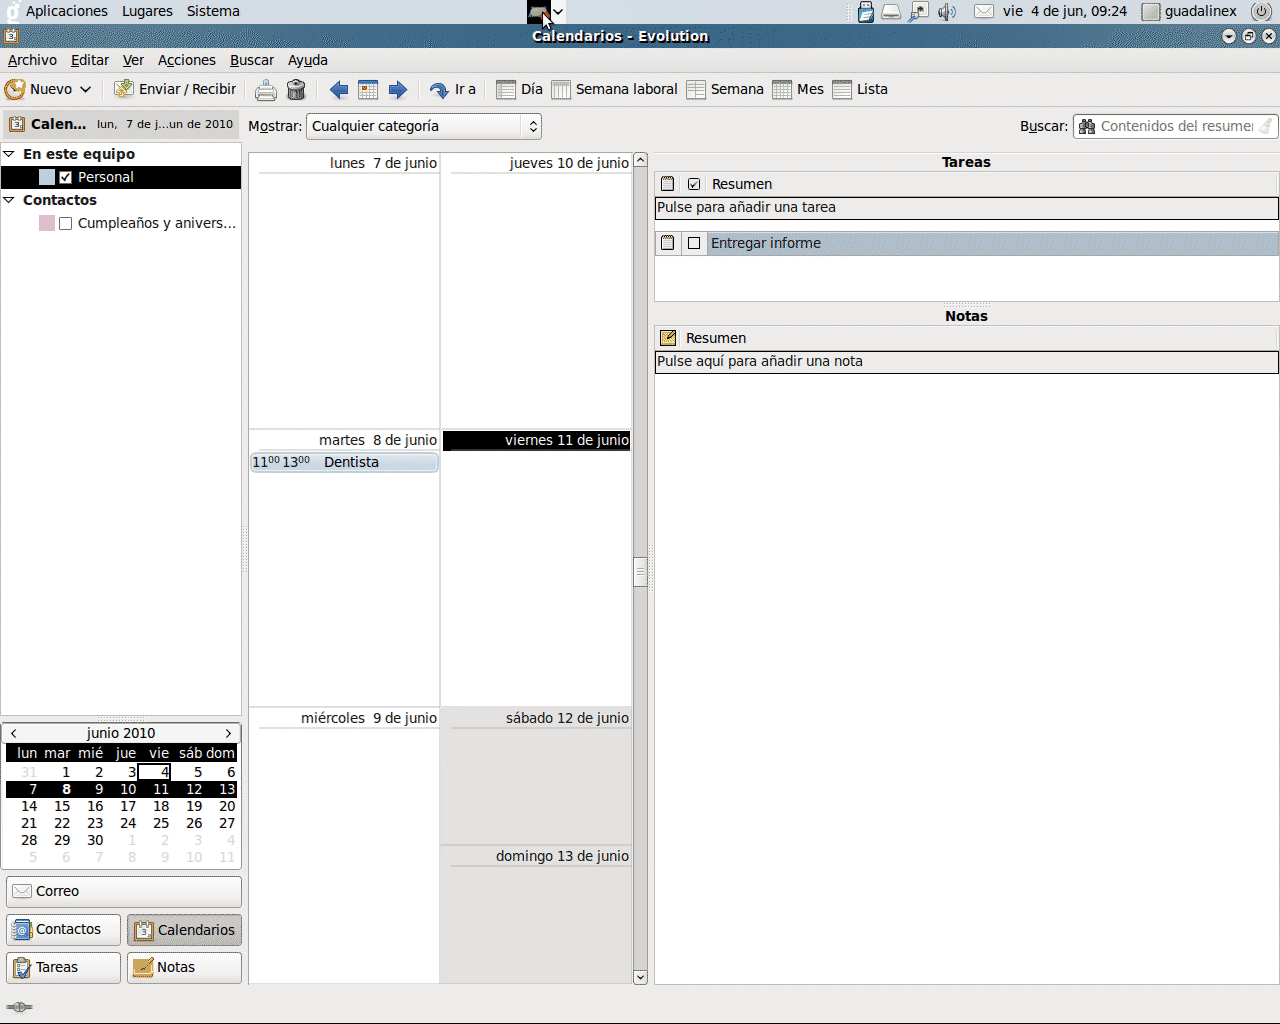 Aplicaciones Lugares Sistema vie 4 de jun, 09:24 guadalinex
Calendarios - Evolution
Archivo Editar Ver Acciones Buscar Ayuda
Nuevo Enviar / Recibir Ir a Día Semana laboral Semana Mes Lista
Calen... lun, 7 de j...un de 2010
Mostrar: Cualquier categoría
Buscar: Contenidos del resumen
En este equipo
Personal
Contactos
Cumpleaños y anivers...
lunes 7 de junio
jueves 10 de junio
martes 8 de junio
viernes 11 de junio
1100 1300 Dentista
miércoles 9 de junio
sábado 12 de junio
domingo 13 de junio
Tareas
Resumen
Pulse para añadir una tarea
Entregar informe
Notas
Resumen
Pulse aquí para añadir una nota
junio 2010
lun mar mié jue vie sáb dom
31 1 2 3 4 5 6
7 8 9 10 11 12 13
14 15 16 17 18 19 20
21 22 23 24 25 26 27
28 29 30 1 2 3 4
5 6 7 8 9 10 11
Correo
Contactos Calendarios
Tareas Notas